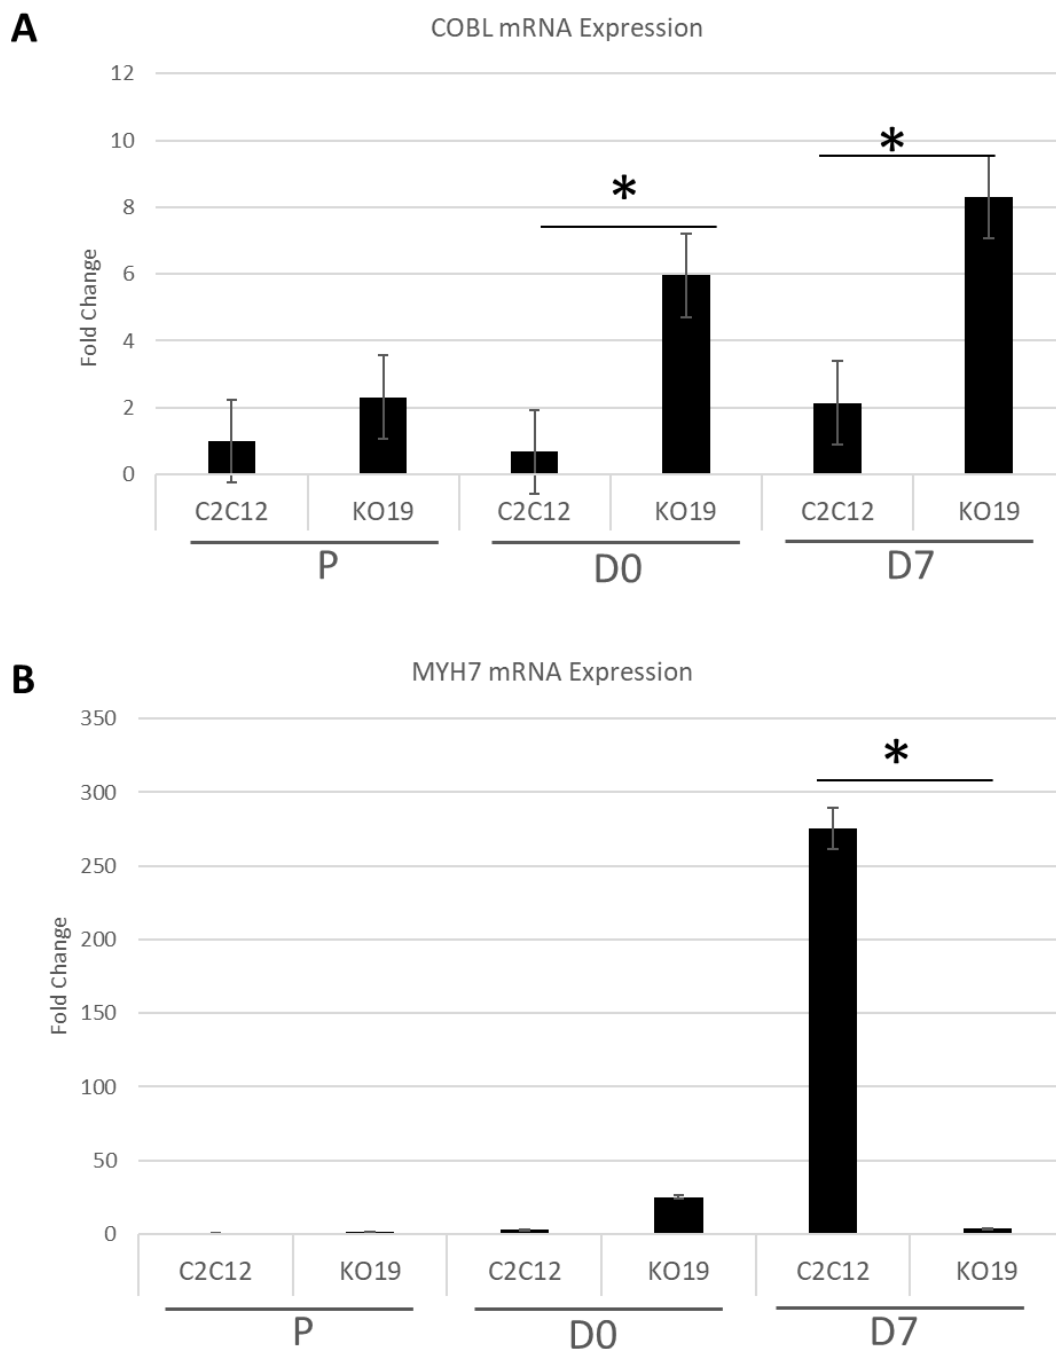 A
COBL mRNA Expression
12
10
8
6
4
2
0
Fold Change
*
*
C2C12 KO19 C2C12 KO19 C2C12 KO19
P D0 D7
B
MYH7 mRNA Expression
350
300
250
200
150
100
50
0
Fold Change
*
C2C12 KO19 C2C12 KO19 C2C12 KO19
P D0 D7